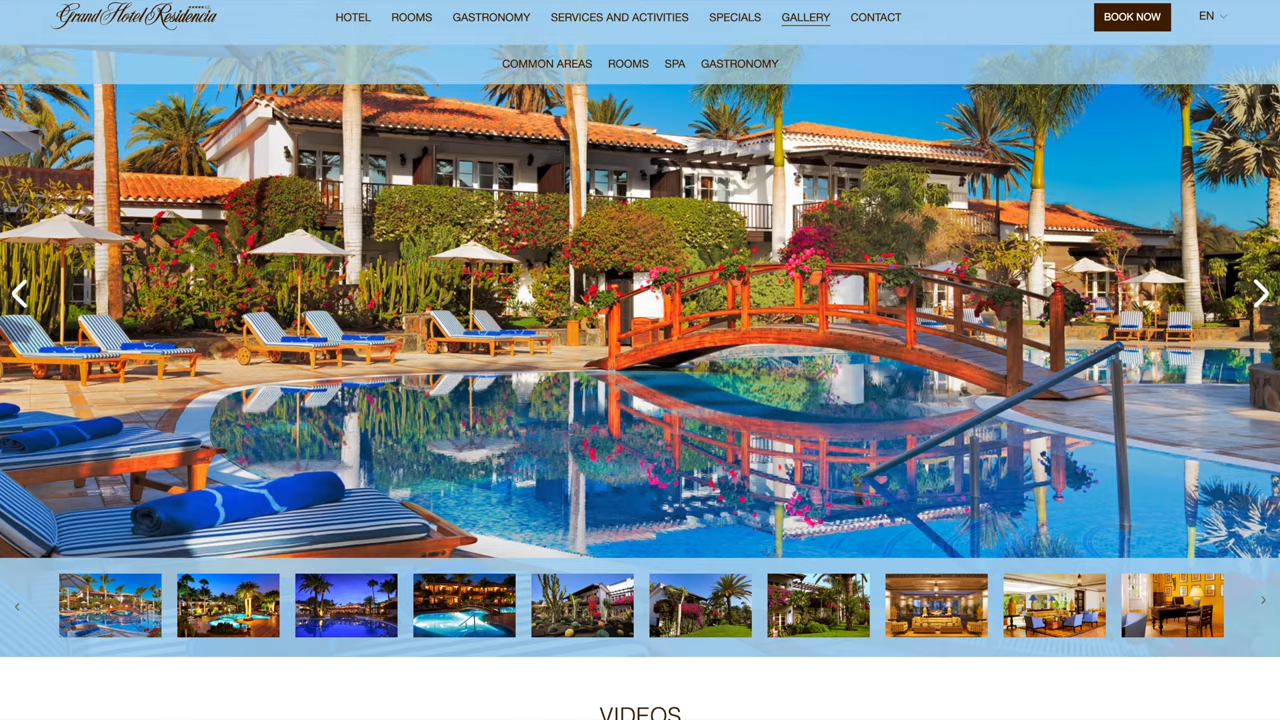 Grand Hotel Residencia
HOTEL ROOMS GASTRONOMY SERVICES AND ACTIVITIES SPECIALS GALLERY CONTACT
BOOK NOW
EN
COMMON AREAS ROOMS SPA GASTRONOMY
VIDEOS